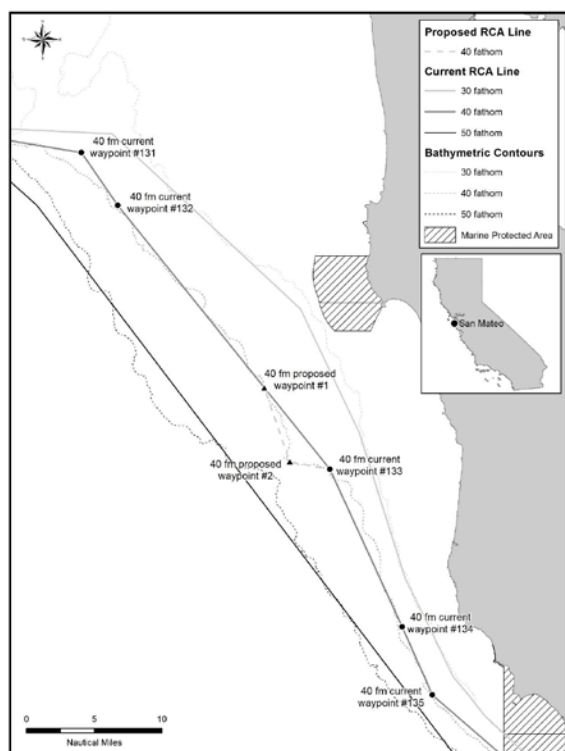 Proposed RCA Line
40 fathom
Current RCA Line
30 fathom
40 fathom
50 fathom
Bathymetric Contours
30 fathom
40 fathom
50 fathom
Marine Protected Area
San Mateo
40 fm current
waypoint #131
40 fm current
waypoint #132
40 fm proposed
waypoint #1
40 fm proposed
waypoint #2
40 fm current
waypoint #133
40 fm current
waypoint #134
40 fm current
waypoint #135
0 5 10
Nautical Miles